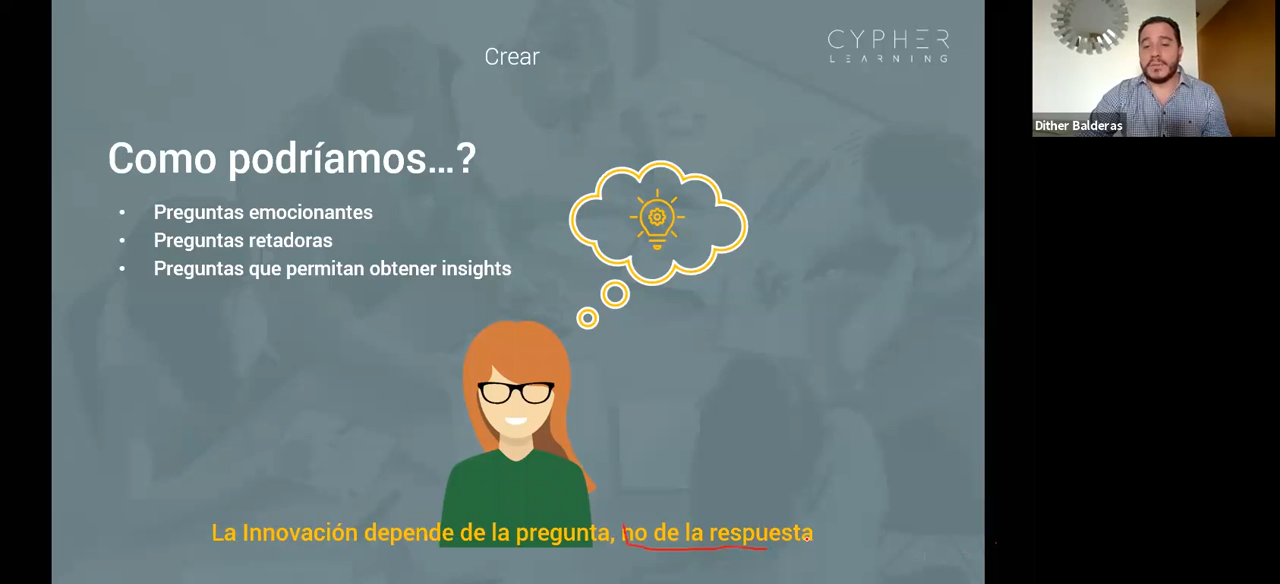 Crear
CYPHER
LEARNING
Como podríamos...?
• Preguntas emocionantes
• Preguntas retadoras
• Preguntas que permitan obtener insights
La Innovación depende de la pregunta, no de la respuesta
Dither Balderas